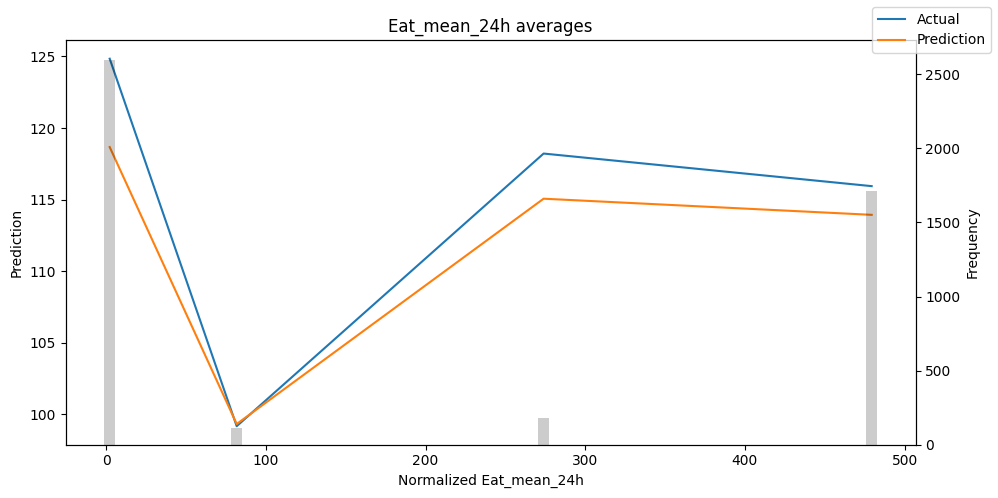 Eat_mean_24h averages
Actual
Prediction
125
120
115
110
105
100
Prediction
2500
2000
1500
1000
500
0
Frequency
0 100 200 300 400 500
Normalized Eat_mean_24h